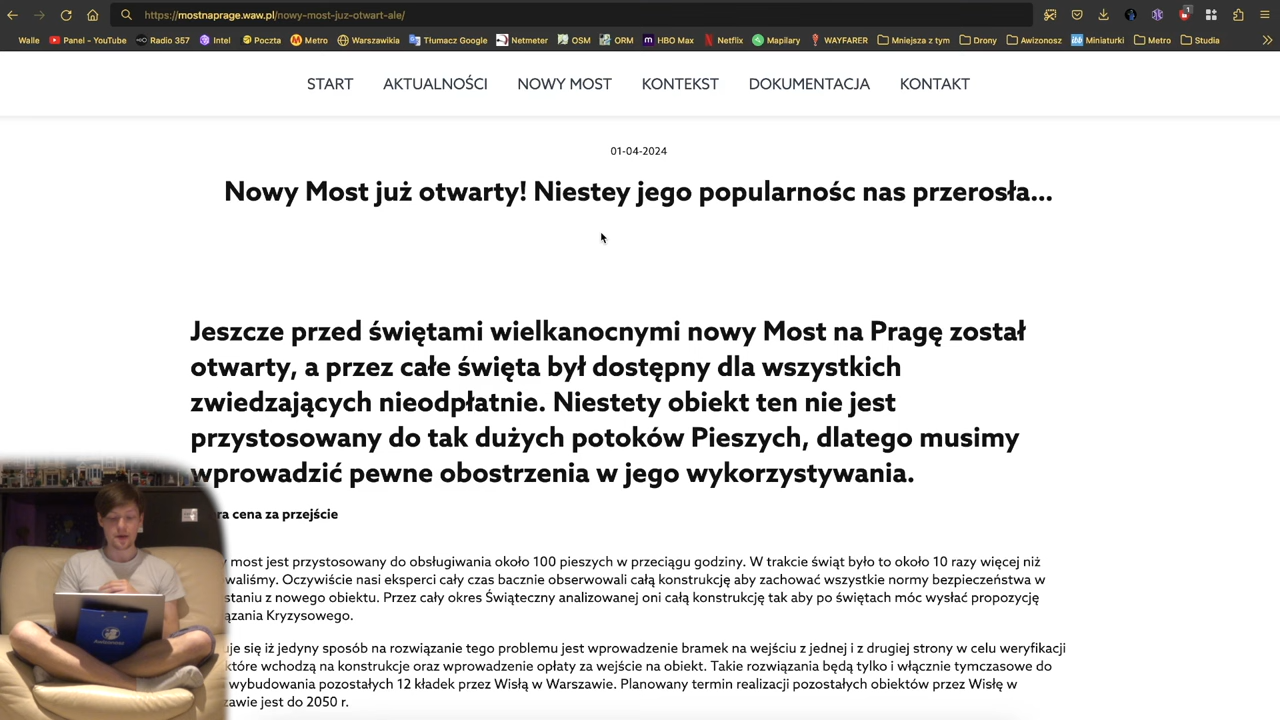 https://mostnaprage.waw.pl/nowy-most-juz-otwart-ale/
Walle Panel - YouTube Radio 357 Intel Poczta Metro Warszawikia Tłumacz Google Netmeter OSM ORM HBO Max Netflix Mapilary WAYFARER Mniejsza z tym Drony Awizonosz Miniaturki Metro Studia
START AKTUALNOŚCI NOWY MOST KONTEKST DOKUMENTACJA KONTAKT
01-04-2024
Nowy Most już otwarty! Niestey jego popularnośc nas przerosła...
Jeszcze przed świętami wielkanocnymi nowy Most na Pragę został
otwarty, a przez całe święta był dostępny dla wszystkich
zwiedzających nieodpłatnie. Niestety obiekt ten nie jest
przystosowany do tak dużych potoków Pieszych, dlatego musimy
wprowadzić pewne obostrzenia w jego wykorzystywania.
cena za przejście
most jest przystosowany do obsługiwania około 100 pieszych w przeciągu godziny. W trakcie świąt było to około 10 razy więcej niż
Oczywiście nasi eksperci cały czas bacznie obserwowali całą konstrukcję aby zachować wszystkie normy bezpieczeństwa w
z nowego obiektu. Przez cały okres Świąteczny analizowanej oni całą konstrukcję tak aby po świętach móc wysłać propozycję
Kryzysowego.
się iż jedyny sposób na rozwiązanie tego problemu jest wprowadzenie bramek na wejściu z jednej i z drugiej strony w celu weryfikacji
które wchodzą na konstrukcje oraz wprowadzenie opłaty za wejście na obiekt. Takie rozwiązania będą tylko i włącznie tymczasowe do
wybudowania pozostałych 12 kładek przez Wisłą w Warszawie. Planowany termin realizacji pozostałych obiektów przez Wisłę w
jest do 2050 r.